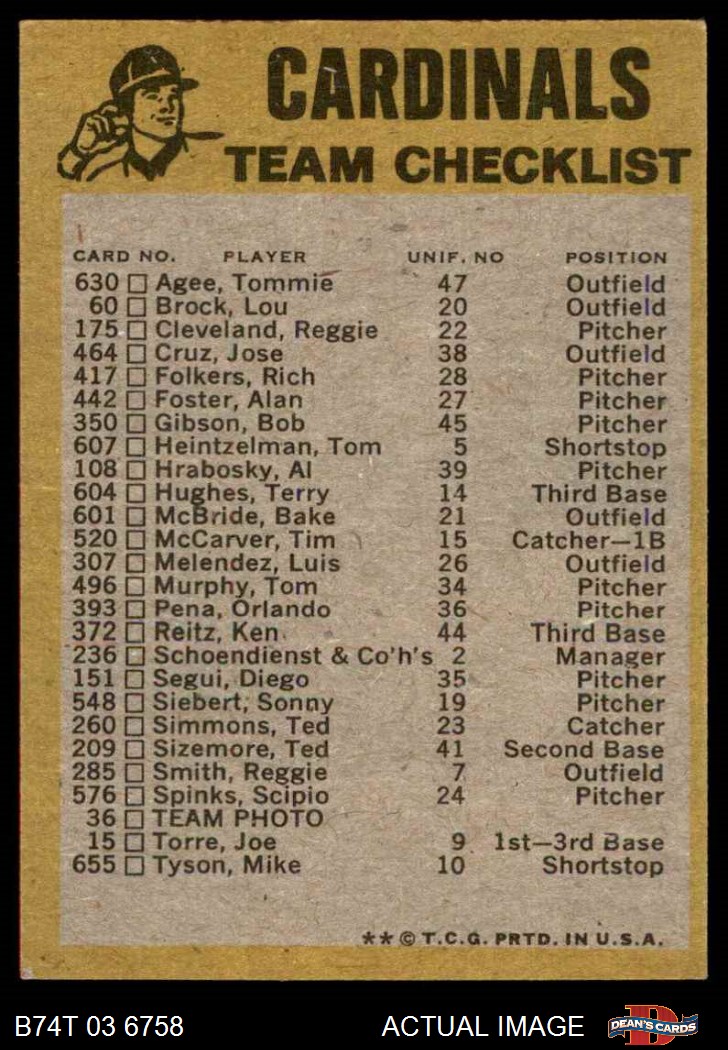 CARDINALS
TEAM CHECKLIST
CARD NO. PLAYER UNIF. NO POSITION
630 □ Agee, Tommie 47 Outfield
60 □ Brock, Lou 20 Outfield
175 □ Cleveland, Reggie 22 Pitcher
464 □ Cruz, Jose 38 Outfield
417 □ Folkers, Rich 28 Pitcher
442 □ Foster, Alan 27 Pitcher
350 □ Gibson, Bob 45 Pitcher
607 □ Heintzelman, Tom 5 Shortstop
108 □ Hrabosky, Al 39 Pitcher
604 □ Hughes, Terry 14 Third Base
601 □ McBride, Bake 21 Outfield
520 □ McCarver, Tim 15 Catcher—1B
307 □ Melendez, Luis 26 Outfield
496 □ Murphy, Tom 34 Pitcher
393 □ Pena, Orlando 36 Pitcher
372 □ Reitz, Ken 44 Third Base
236 □ Schoendienst & Co'h's 2 Manager
151 □ Segui, Diego 35 Pitcher
548 □ Siebert, Sonny 19 Pitcher
260 □ Simmons, Ted 23 Catcher
209 □ Sizemore, Ted 41 Second Base
285 □ Smith, Reggie 7 Outfield
576 □ Spinks, Scipio 24 Pitcher
36 □ TEAM PHOTO
15 □ Torre, Joe 9 1st—3rd Base
655 □ Tyson, Mike 10 Shortstop
** © T.C.G. PRTD. IN U.S.A.
B74T 03 6758 ACTUAL IMAGE D DEAN'S CARDS